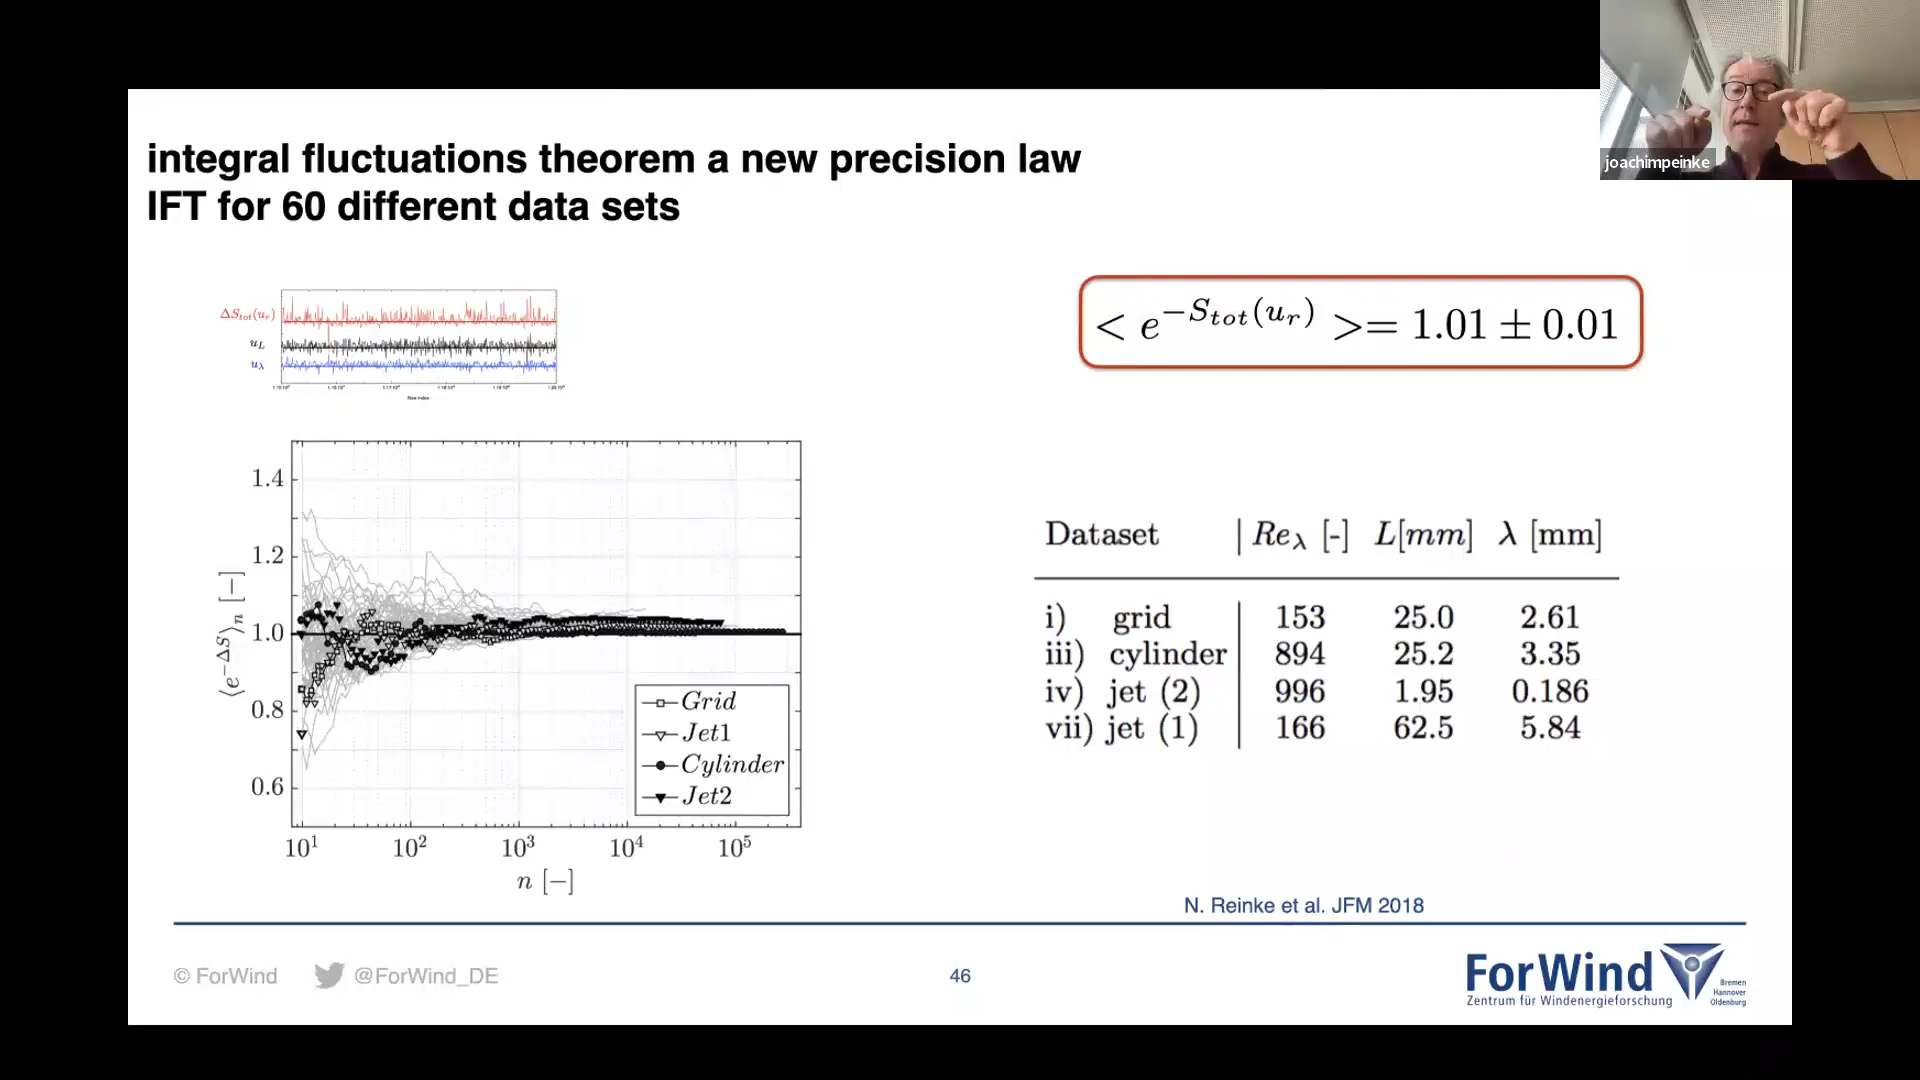 joachimpeinke
integral fluctuations theorem a new precision law
IFT for 60 different data sets
ΔS_tot(u_r)
u_L
u_λ
< e^{-S_tot(u_r)} >= 1.01 ± 0.01
⟨e^{-ΔS}⟩_n [−]
1.4
1.2
1.0
0.8
0.6
10^1 10^2 10^3 10^4 10^5
n [−]
Grid
Jet1
Cylinder
Jet2
Dataset | Re_λ [-] L[mm] λ [mm]
i) grid 153 25.0 2.61
iii) cylinder 894 25.2 3.35
iv) jet (2) 996 1.95 0.186
vii) jet (1) 166 62.5 5.84
N. Reinke et al. JFM 2018
© ForWind @ForWind_DE
46
ForWind
Zentrum für Windenergieforschung
Bremen
Hannover
Oldenburg